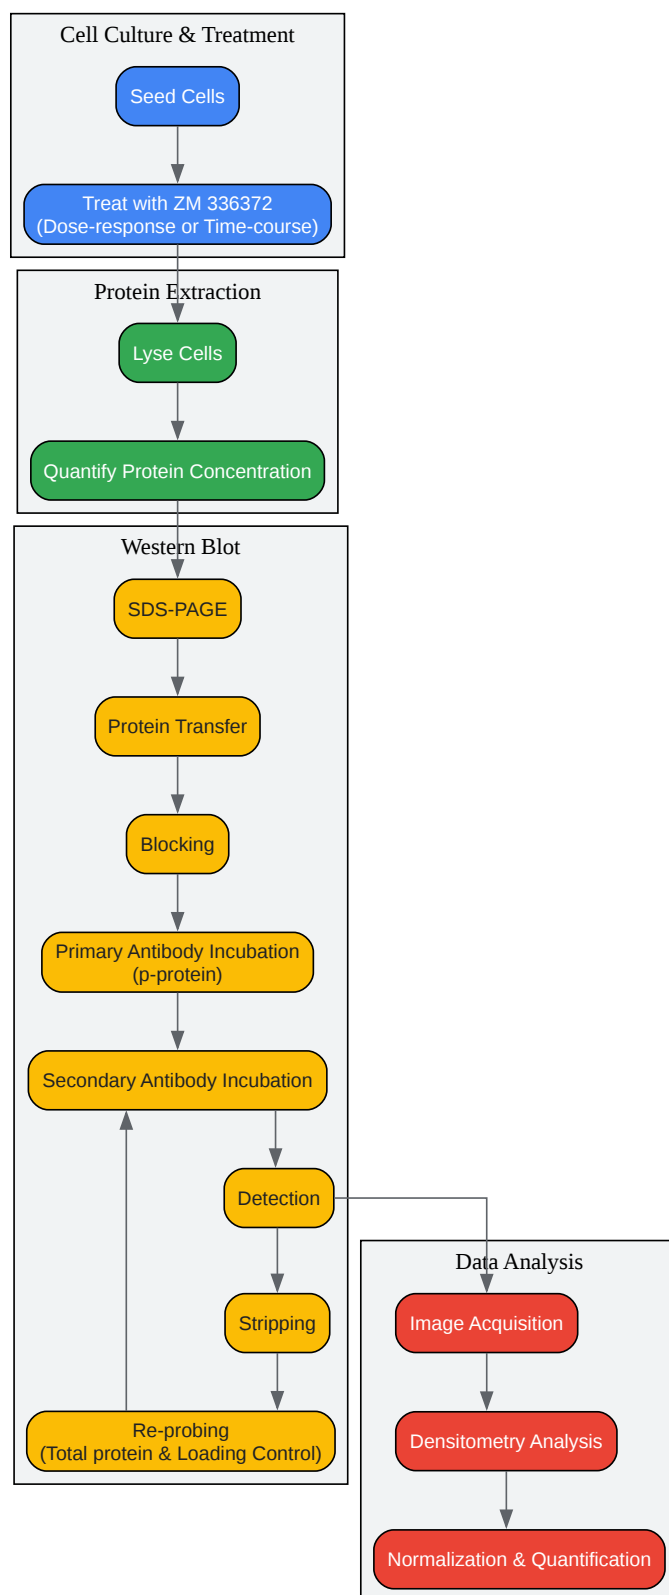 Cell Culture & Treatment
Seed Cells
Treat with ZM 336372
(Dose-response or Time-course)
Protein Extraction
Lyse Cells
Quantify Protein Concentration
Western Blot
SDS-PAGE
Protein Transfer
Blocking
Primary Antibody Incubation
(p-protein)
Secondary Antibody Incubation
Detection
Stripping
Re-probing
(Total protein & Loading Control)
Data Analysis
Image Acquisition
Densitometry Analysis
Normalization & Quantification